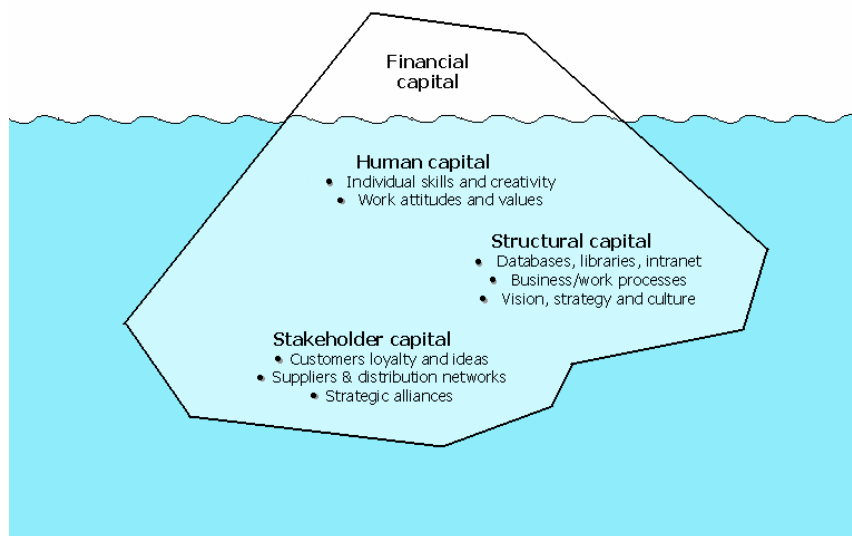 Financial
capital
Human capital
• Individual skills and creativity
• Work attitudes and values
Structural capital
• Databases, libraries, intranet
• Business/work processes
• Vision, strategy and culture
Stakeholder capital
• Customers loyalty and ideas
• Suppliers & distribution networks
• Strategic alliances